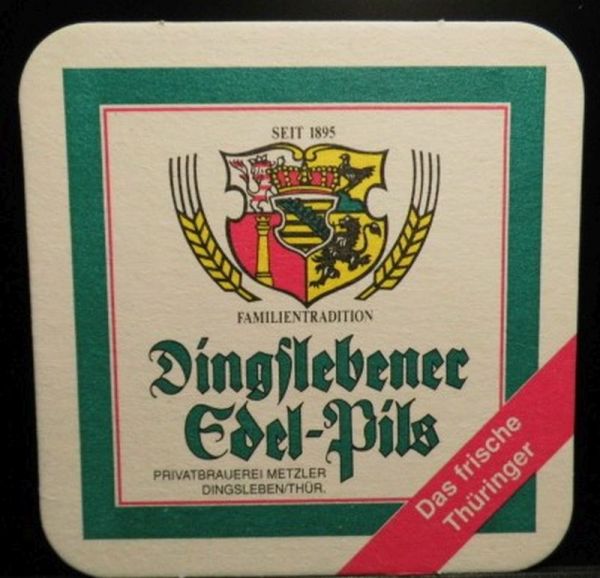 SEIT 1895
FAMILIENTRADITION
Dingſlebener
Edel-Pils
PRIVATBRAUEREI METZLER
DINGSLEBEN/THÜR.
Das frische
Thüringer